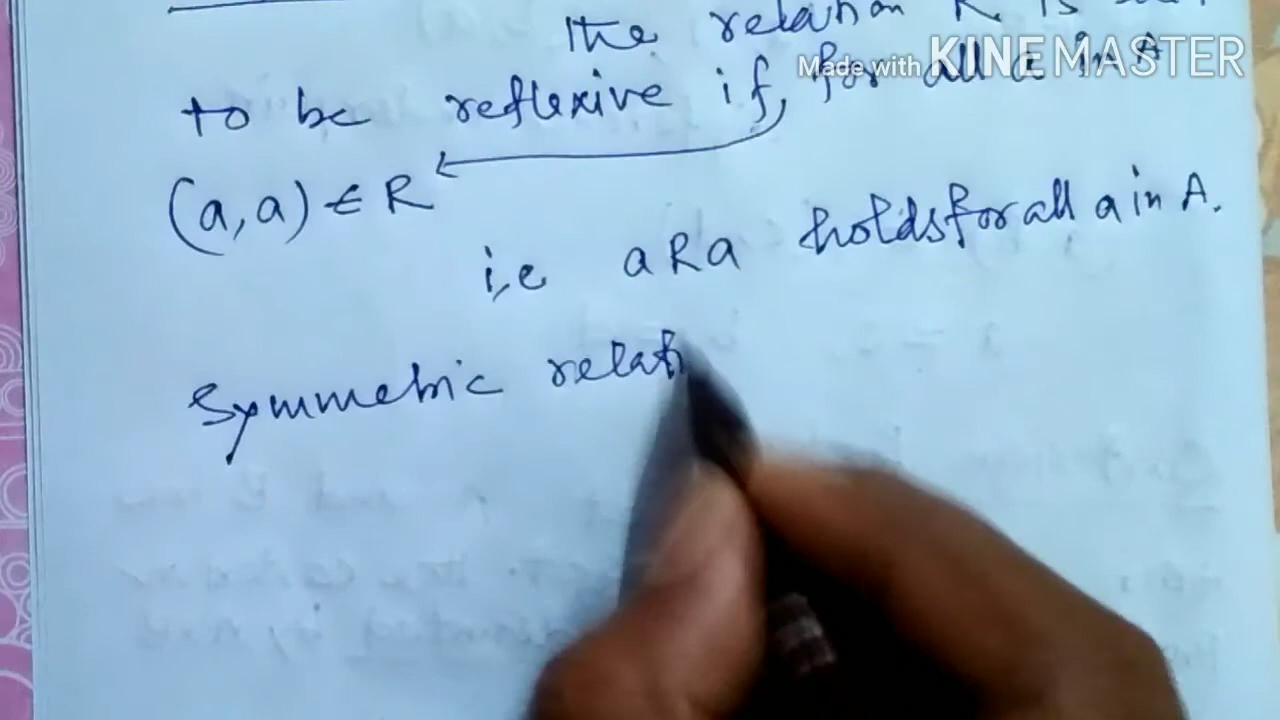 the relation R is
Made with KINEMASTER
to be reflexive if, for all a in A
(a,a) ∈ R
i,e aRa holds for all a in A.
Symmetric relati